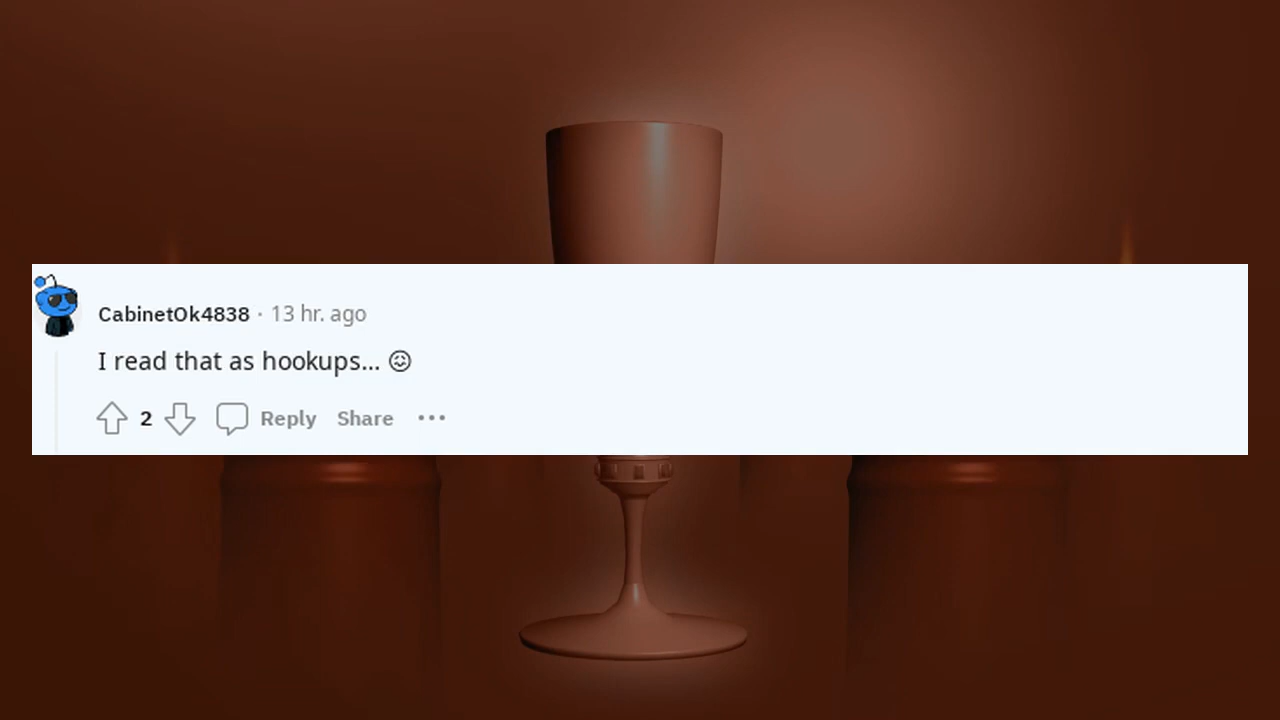 CabinetOk4838 · 13 hr. ago
I read that as hookups... 😖
2 Reply Share ...